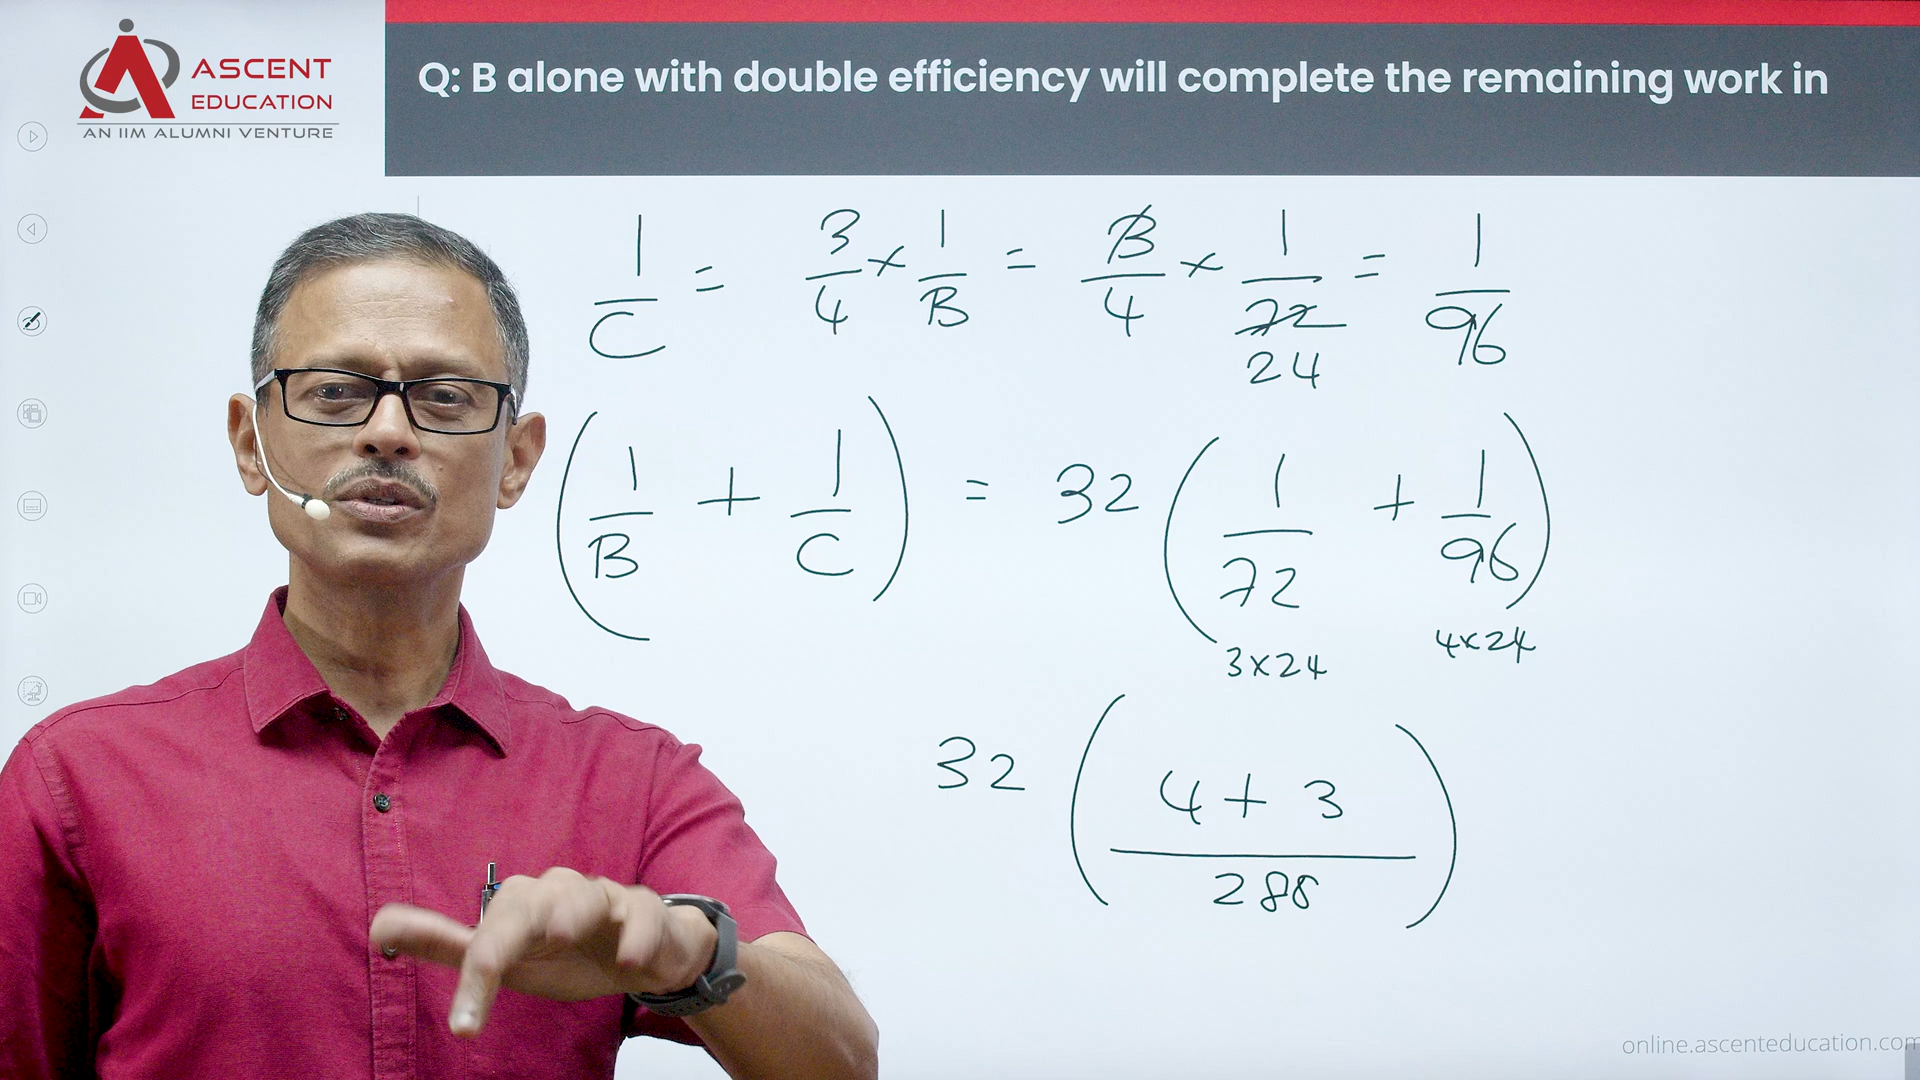 ASCENT
EDUCATION
AN IIM ALUMNI VENTURE
Q: B alone with double efficiency will complete the remaining work in
1/C = 3/4 × 1/B = 3/4 × 1/72 = 1/96
24
(1/B + 1/C) = 32 (1/72 + 1/96)
3×24 4×24
32 (4+3/288)
online.ascenteducation.com